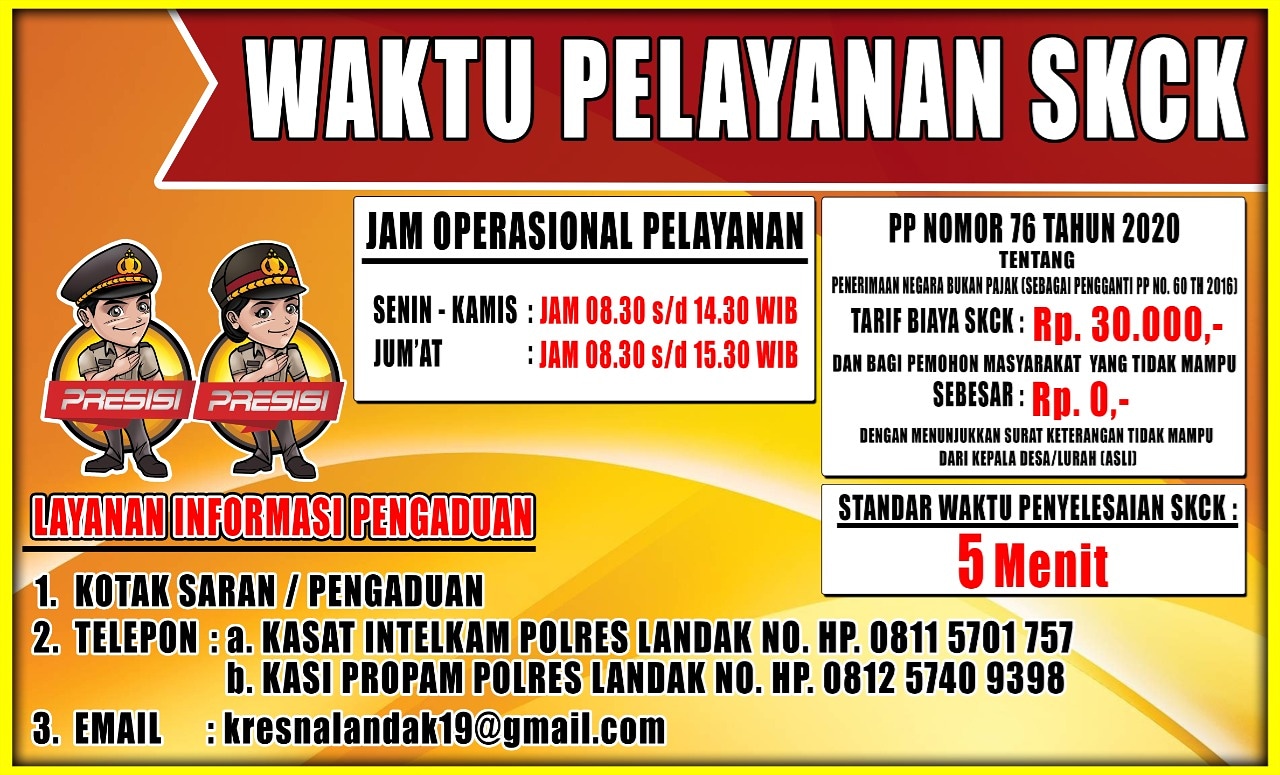 WAKTU PELAYANAN SKCK
JAM OPERASIONAL PELAYANAN
SENIN - KAMIS : JAM 08.30 s/d 14.30 WIB
JUM'AT : JAM 08.30 s/d 15.30 WIB
PP NOMOR 76 TAHUN 2020
TENTANG
PENERIMAAN NEGARA BUKAN PAJAK (SEBAGAI PENGGANTI PP NO. 60 TH 2016)
TARIF BIAYA SKCK : Rp. 30.000,-
DAN BAGI PEMOHON MASYARAKAT YANG TIDAK MAMPU
SEBESAR : Rp. 0,-
DENGAN MENUNJUKKAN SURAT KETERANGAN TIDAK MAMPU
DARI KEPALA DESA/LURAH (ASLI)
STANDAR WAKTU PENYELESAIAN SKCK :
5 Menit
PRESISI
PRESISI
LAYANAN INFORMASI PENGADUAN
1. KOTAK SARAN / PENGADUAN
2. TELEPON : a. KASAT INTELKAM POLRES LANDAK NO. HP. 0811 5701 757
b. KASI PROPAM POLRES LANDAK NO. HP. 0812 5740 9398
3. EMAIL : kresnalandak19@gmail.com